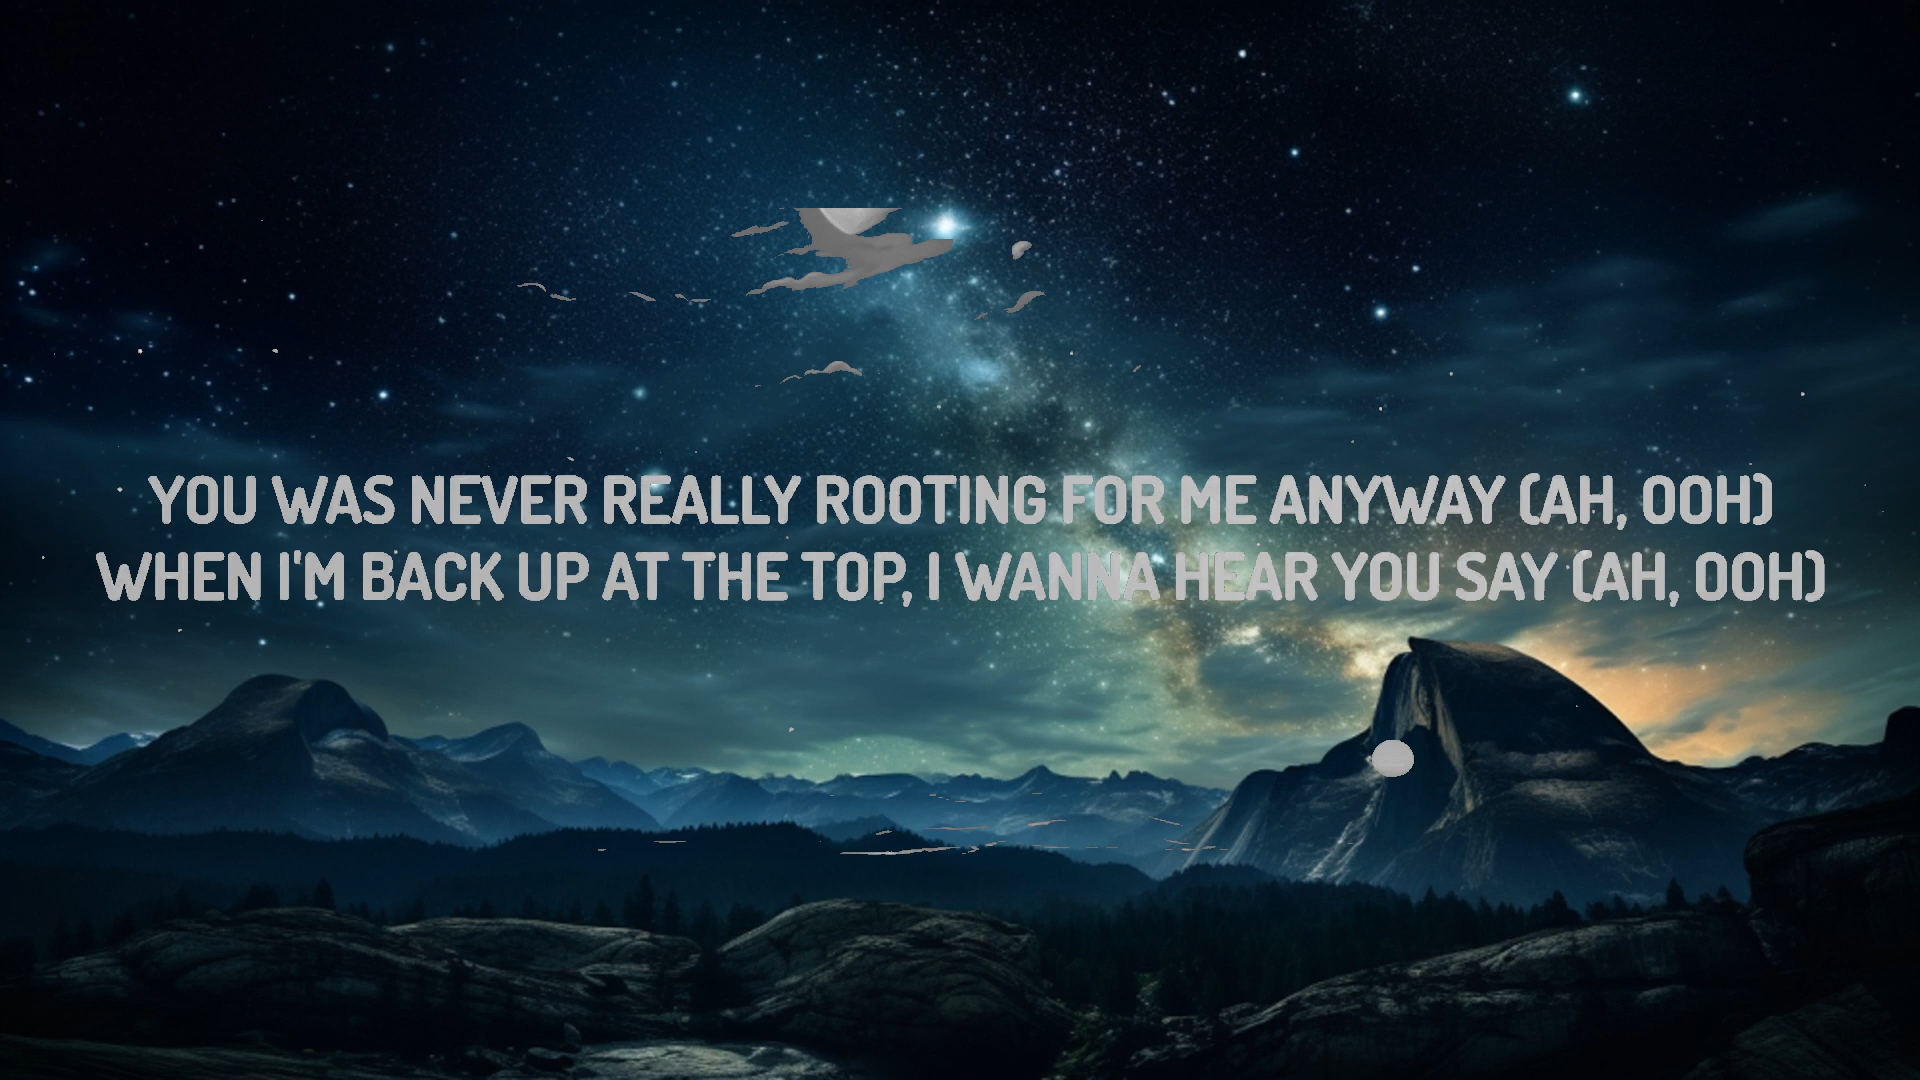 YOU WAS NEVER REALLY ROOTING FOR ME ANYWAY (AH, OOH)
WHEN I'M BACK UP AT THE TOP, I WANNA HEAR YOU SAY (AH, OOH)